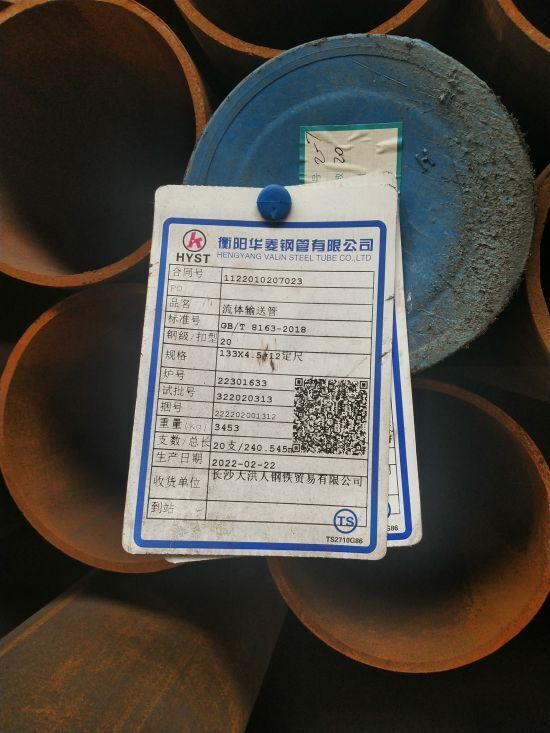 HYST
衡阳华菱钢管有限公司
HENGYANG VALIN STEEL TUBE CO.,LTD
合同号 1122010207023
PO
品名 流体输送管
标准号 GB/T 8163-2018
钢级/扣型 20
规格 133X4.5*12定尺
炉号 22301633
试批号 322020313
捆号 222202001312
重量(Kg) 3453
支数/总长 20支/240.545m
生产日期 2022-02-22
收货单位 长沙大洪人钢铁贸易有限公司
到站
TS
TS2710G86